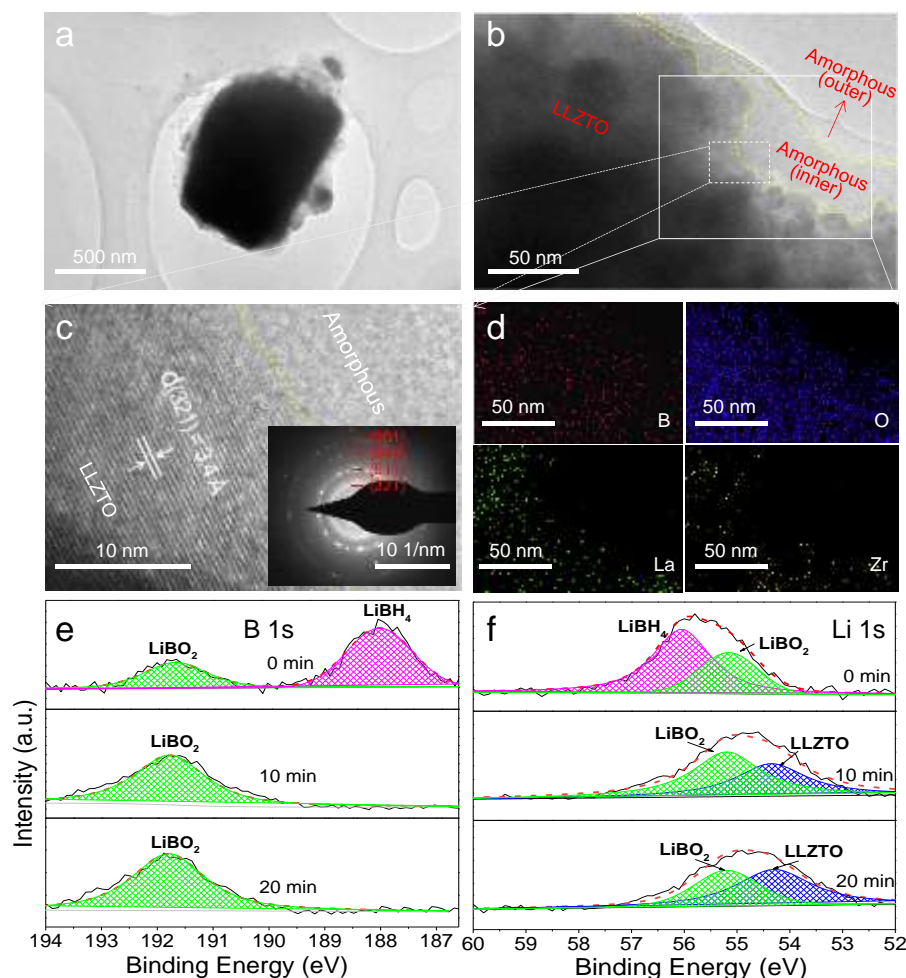 a
500 nm
b
LLZTO
Amorphous
(outer)
Amorphous
(inner)
50 nm
c
Amorphous
d(321)=3.4 Å
LLZTO
10 nm
10 1/nm
d
50 nm
B
50 nm
O
50 nm
La
50 nm
Zr
e
B 1s
LiBO2
LiBH4
0 min
LiBO2
10 min
LiBO2
20 min
Intensity (a.u.)
194 193 192 191 190 189 188 187
Binding Energy (eV)
f
Li 1s
LiBH4
LiBO2
0 min
LiBO2
LLZTO
10 min
LiBO2
LLZTO
20 min
60 59 58 57 56 55 54 53 52
Binding Energy (eV)